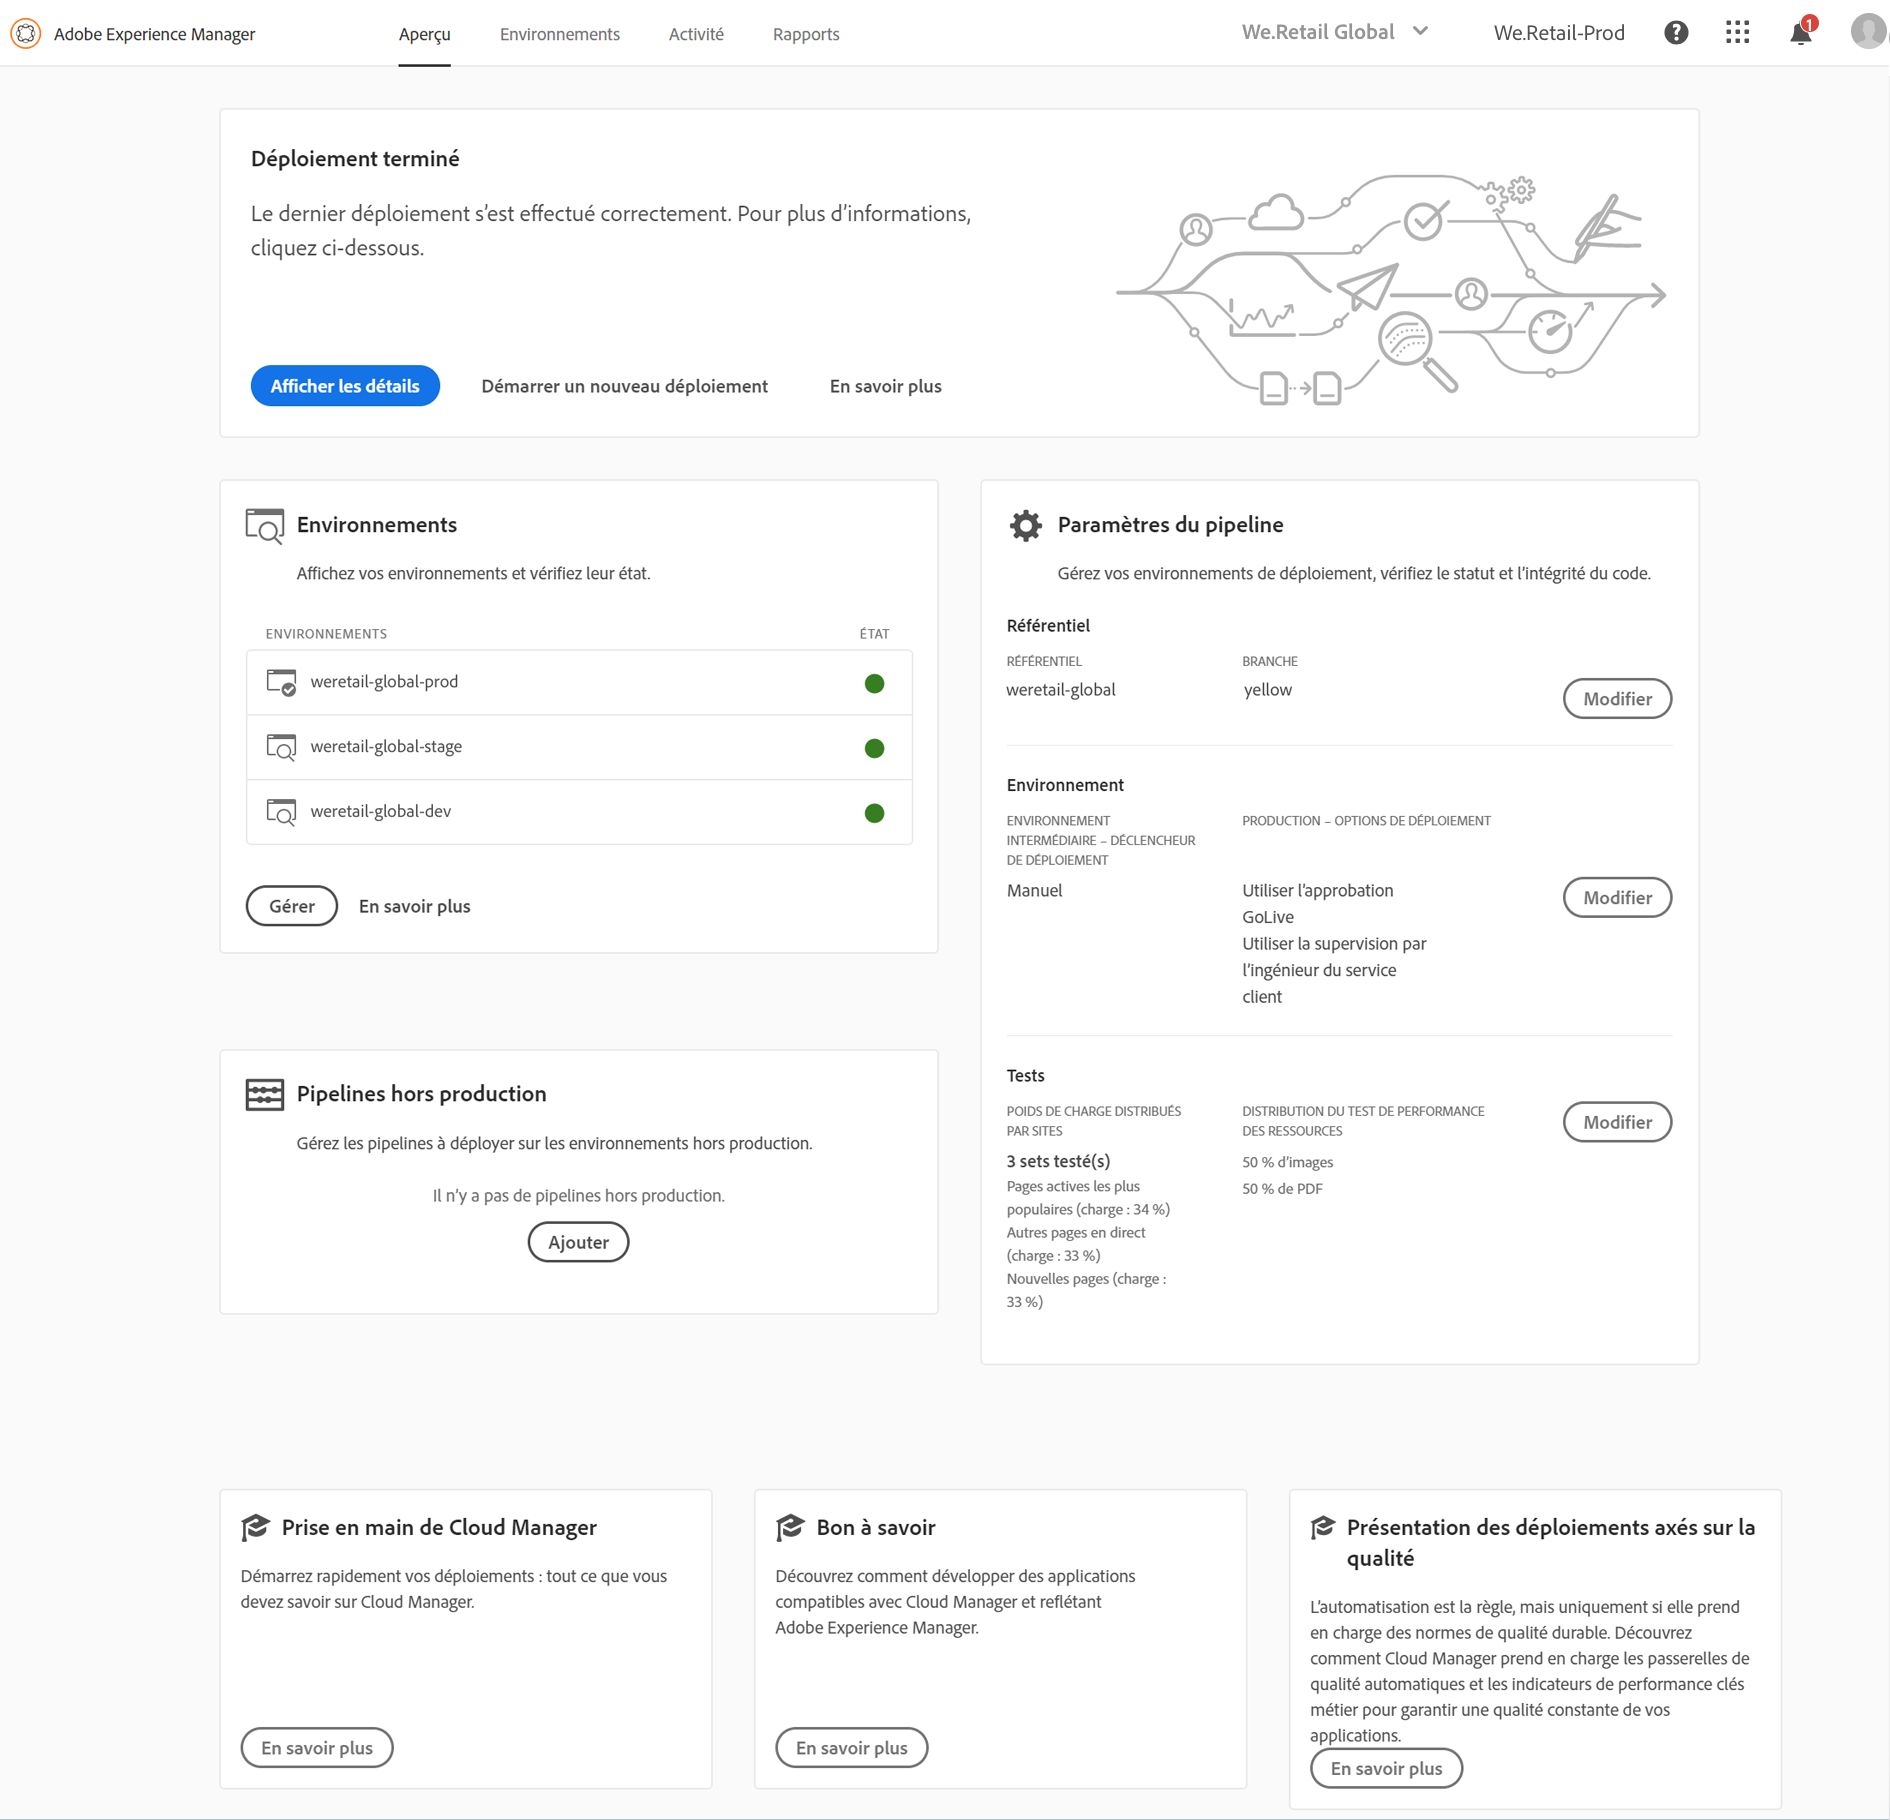 Adobe Experience Manager
Aperçu
Environnements
Activité
Rapports
We.Retail Global
We.Retail-Prod
1
Déploiement terminé
Le dernier déploiement s’est effectué correctement. Pour plus d’informations,
cliquez ci-dessous.
Afficher les détails
Démarrer un nouveau déploiement
En savoir plus
Environnements
Affichez vos environnements et vérifiez leur état.
ENVIRONNEMENTS
ÉTAT
weretail-global-prod
weretail-global-stage
weretail-global-dev
Gérer
En savoir plus
Pipelines hors production
Gérez les pipelines à déployer sur les environnements hors production.
Il n’y a pas de pipelines hors production.
Ajouter
Paramètres du pipeline
Gérez vos environnements de déploiement, vérifiez le statut et l’intégrité du code.
Référentiel
RÉFÉRENTIEL
BRANCHE
weretail-global
yellow
Modifier
Environnement
ENVIRONNEMENT
INTERMÉDIAIRE – DÉCLENCHEUR
DE DÉPLOIEMENT
PRODUCTION – OPTIONS DE DÉPLOIEMENT
Manuel
Utiliser l’approbation
GoLive
Utiliser la supervision par
l’ingénieur du service
client
Modifier
Tests
POIDS DE CHARGE DISTRIBUÉS
PAR SITES
DISTRIBUTION DU TEST DE PERFORMANCE
DES RESSOURCES
Modifier
3 sets testé(s)
Pages actives les plus
populaires (charge : 34 %)
Autres pages en direct
(charge : 33 %)
Nouvelles pages (charge :
33 %)
50 % d’images
50 % de PDF
Prise en main de Cloud Manager
Démarrez rapidement vos déploiements : tout ce que vous
devez savoir sur Cloud Manager.
En savoir plus
Bon à savoir
Découvrez comment développer des applications
compatibles avec Cloud Manager et reflétant
Adobe Experience Manager.
En savoir plus
Présentation des déploiements axés sur la
qualité
L’automatisation est la règle, mais uniquement si elle prend
en charge des normes de qualité durable. Découvrez
comment Cloud Manager prend en charge les passerelles de
qualité automatiques et les indicateurs de performance clés
métier pour garantir une qualité constante de vos
applications.
En savoir plus